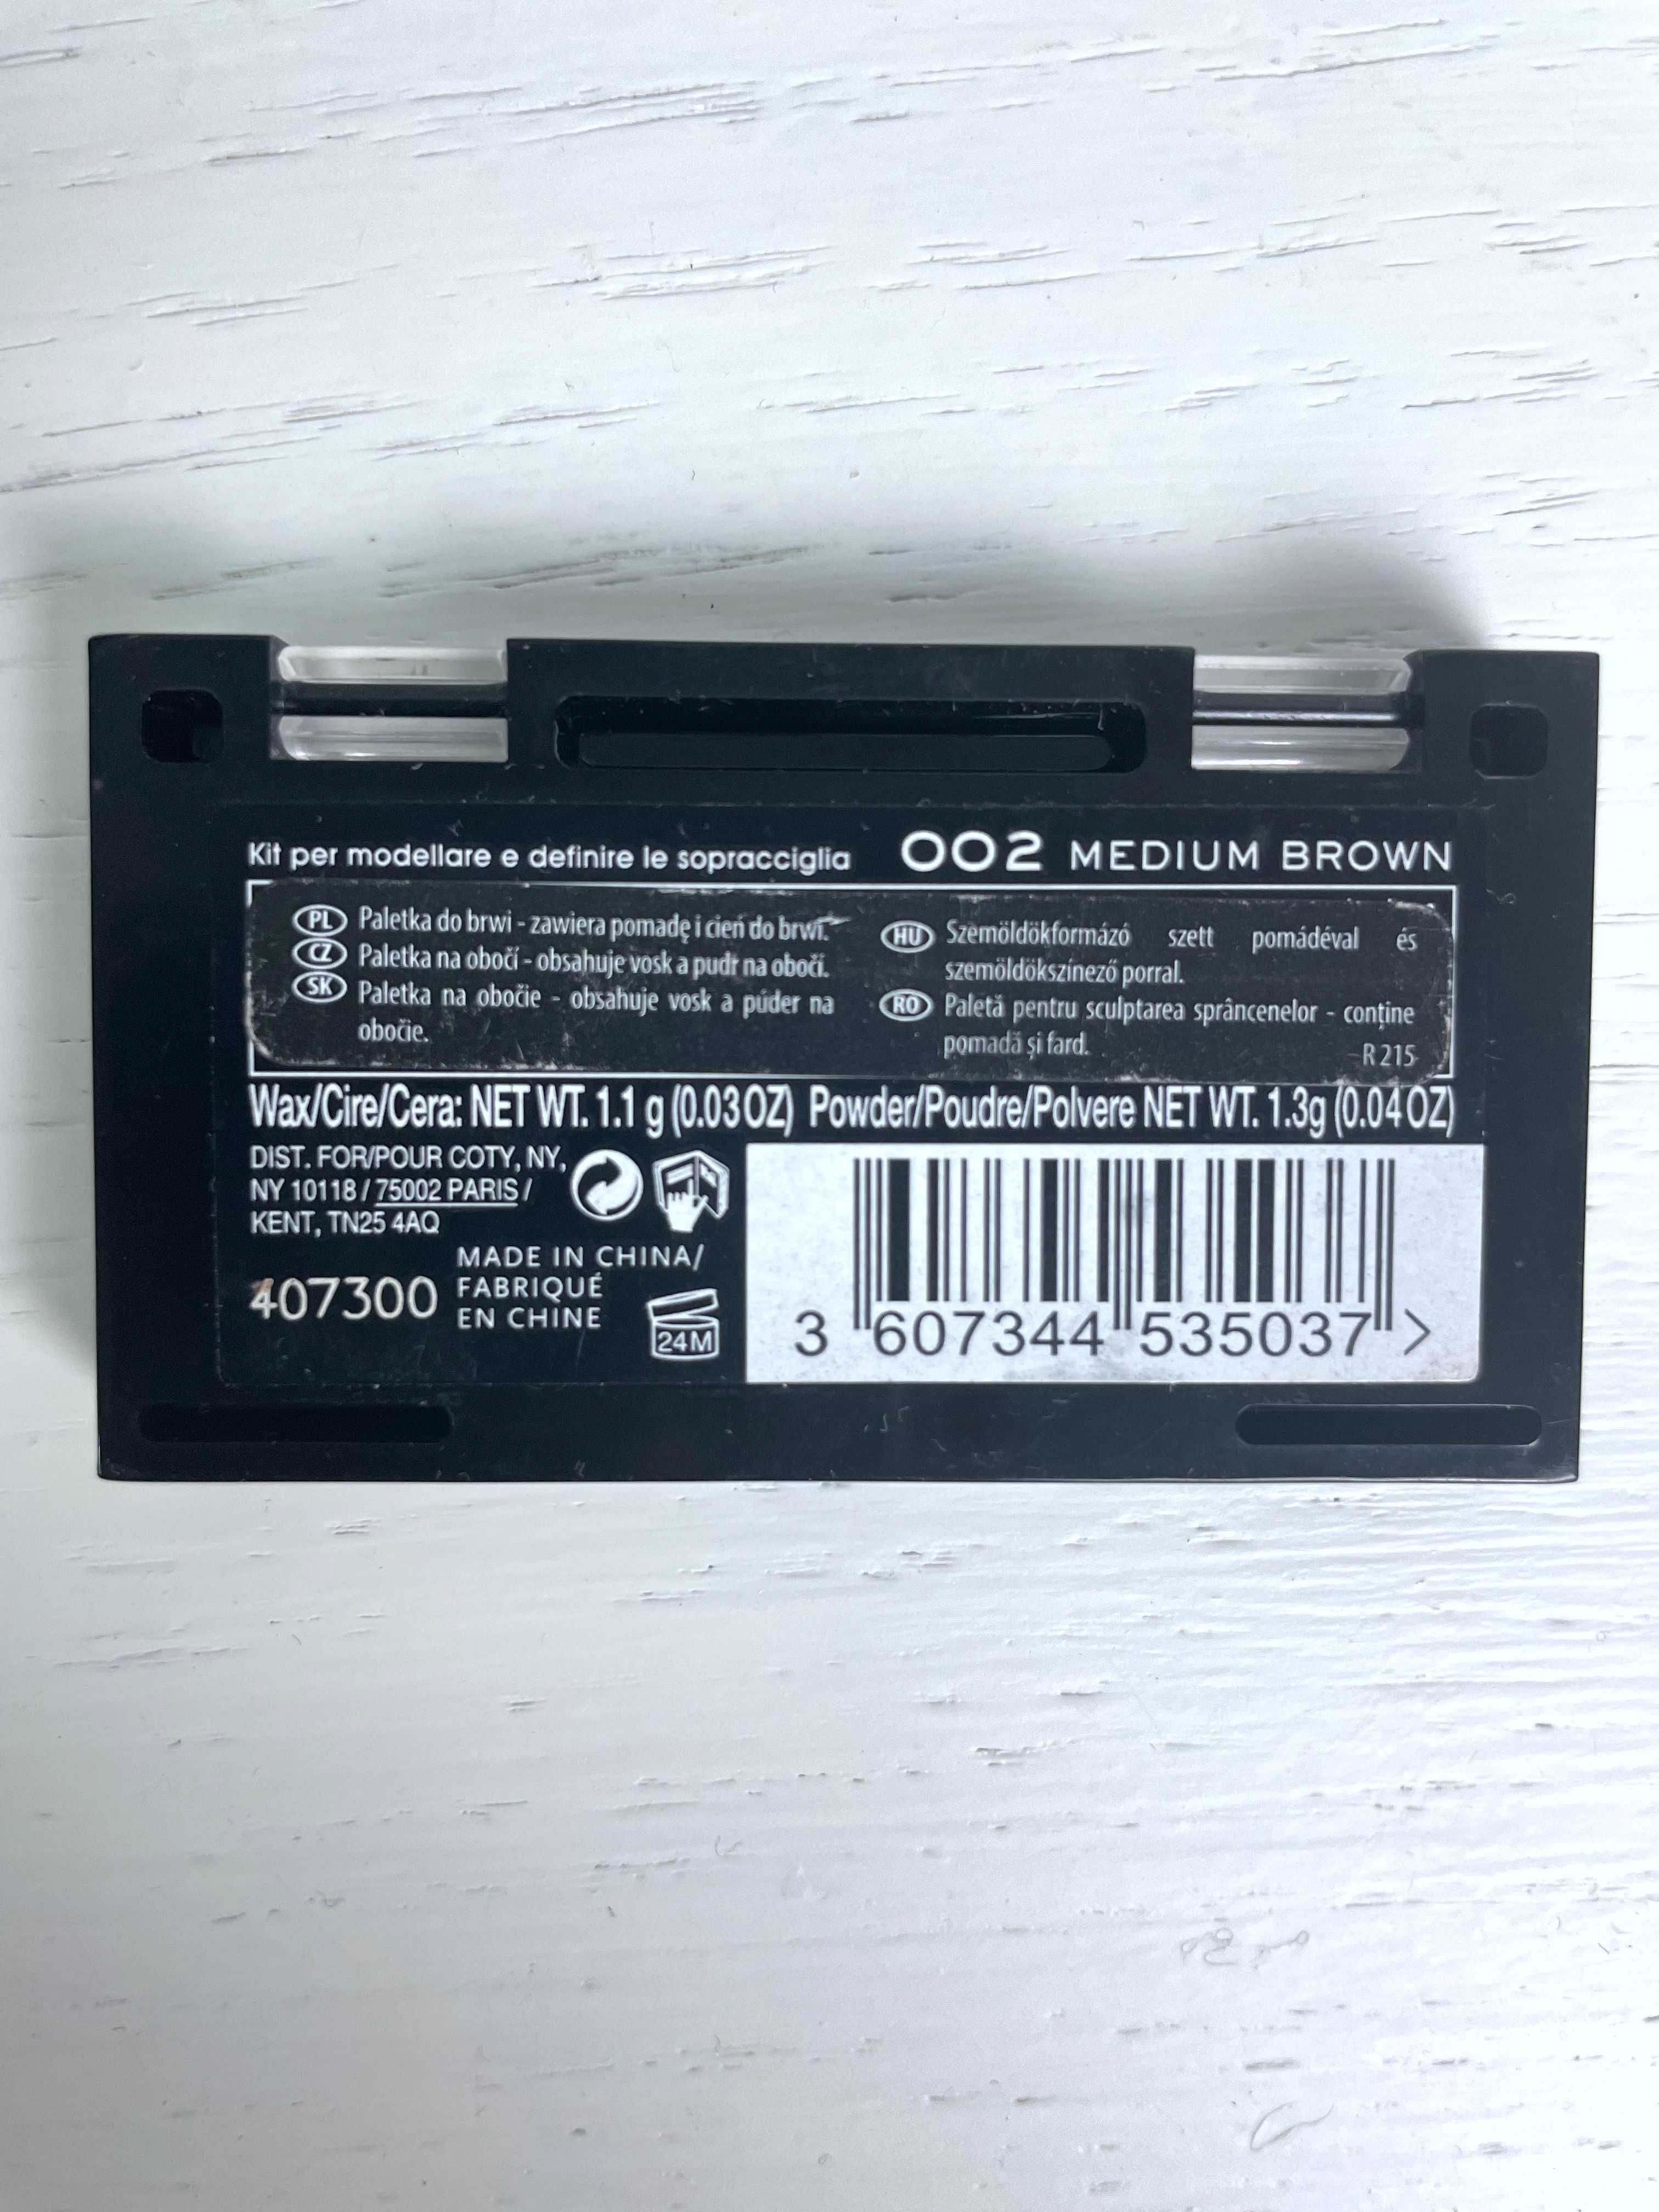 Kit per modellare e definire le sopracciglia
002 MEDIUM BROWN
PL Paletka do brwi - zawiera pomadę i cień do brwi.
CZ Paletka na obočí - obsahuje vosk a pudr na obočí.
SK Paletka na obočie - obsahuje vosk a púder na
obočie.
HU Szemöldökformázó szett pomádéval és
szemöldökszínező porral.
RO Paletă pentru sculptarea sprâncenelor - conține
pomadă și fard.
R 215
Wax/Cire/Cera: NET WT. 1.1 g (0.03 OZ) Powder/Poudre/Polvere NET WT. 1.3g (0.04 OZ)
DIST. FOR/POUR COTY, NY,
NY 10118 / 75002 PARIS /
KENT, TN25 4AQ
407300
MADE IN CHINA/
FABRIQUÉ
EN CHINE
24M
3 607344 535037 >